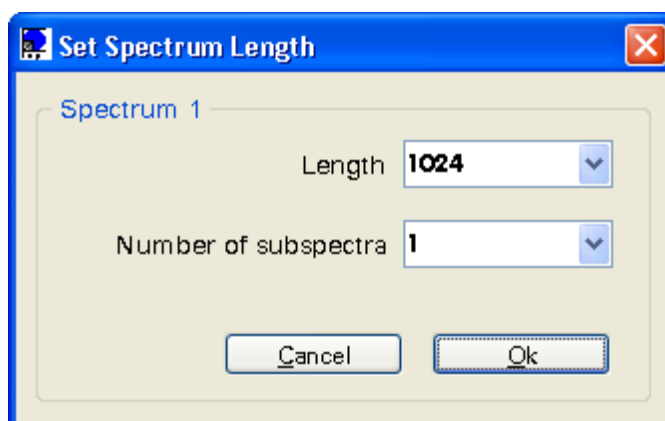 Set Spectrum Length
Spectrum 1
Length 1024
Number of subspectra 1
Cancel Ok